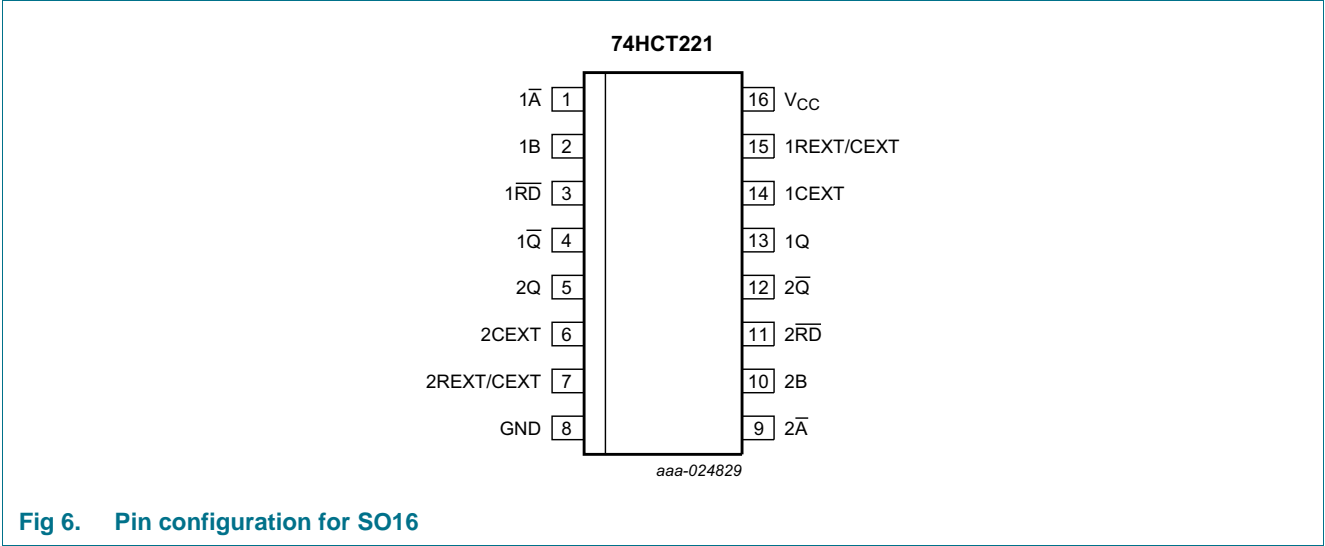 74HCT221
1A̅ 1
1B 2
1R̅D̅ 3
1Q̅ 4
2Q 5
2CEXT 6
2REXT/CEXT 7
GND 8
16 VCC
15 1REXT/CEXT
14 1CEXT
13 1Q
12 2Q̅
11 2R̅D̅
10 2B
9 2A̅
aaa-024829
Fig 6. Pin configuration for SO16